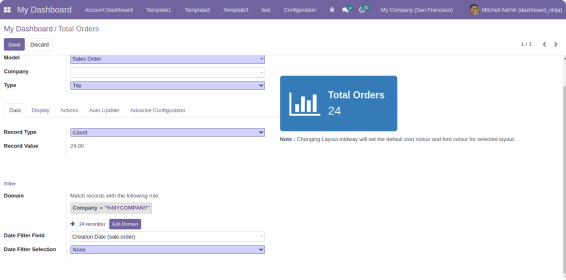 My Dashboard Account Dashboard Template1 Template2 Template3 test Configuration My Company (San Francisco) Mitchell Admin (dashboard_ninja)
My Dashboard / Total Orders
Save Discard 1 / 1
Model Sales Order
Company
Type Tile
Total Orders
24
Data Display Actions Auto Update Advance Configuration
Note : Changing Layout midway will set the default icon colour and font colour for selected layout.
Record Type Count
Record Value 24.00
Filter
Domain Match records with the following rule:
Company = "%MYCOMPANY"
24 record(s) Edit Domain
Date Filter Field Creation Date (sale.order)
Date Filter Selection None